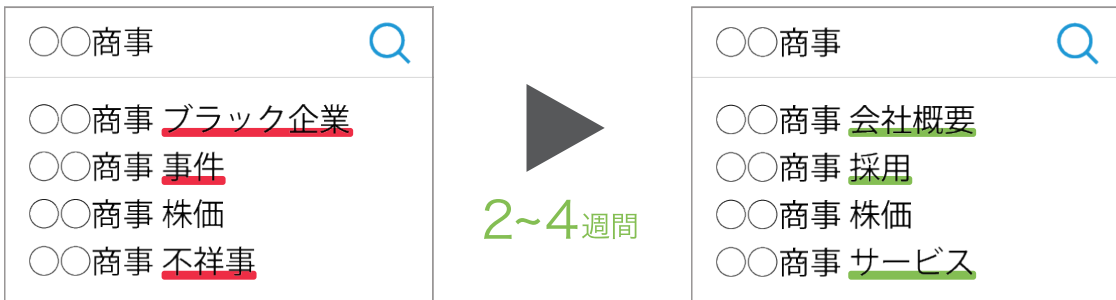 ○○商事
○○商事 ブラック企業
○○商事 事件
○○商事 株価
○○商事 不祥事
2~4週間
○○商事
○○商事 会社概要
○○商事 採用
○○商事 株価
○○商事 サービス